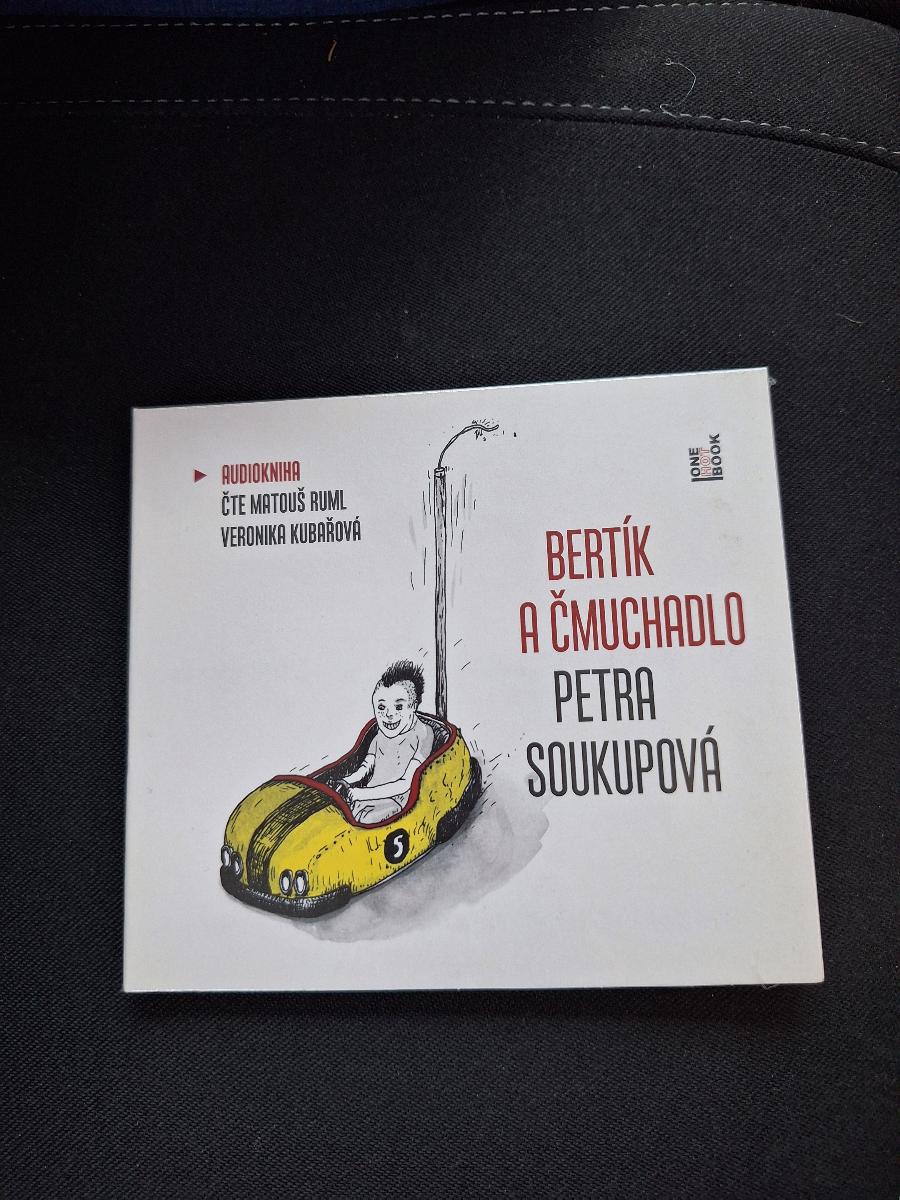 AUDIOKNIHA
ČTE MATOUŠ RUML
VERONIKA KUBAŘOVÁ
ONE
HOT
BOOK
BERTÍK
A ČMUCHADLO
PETRA
SOUKUPOVÁ
5